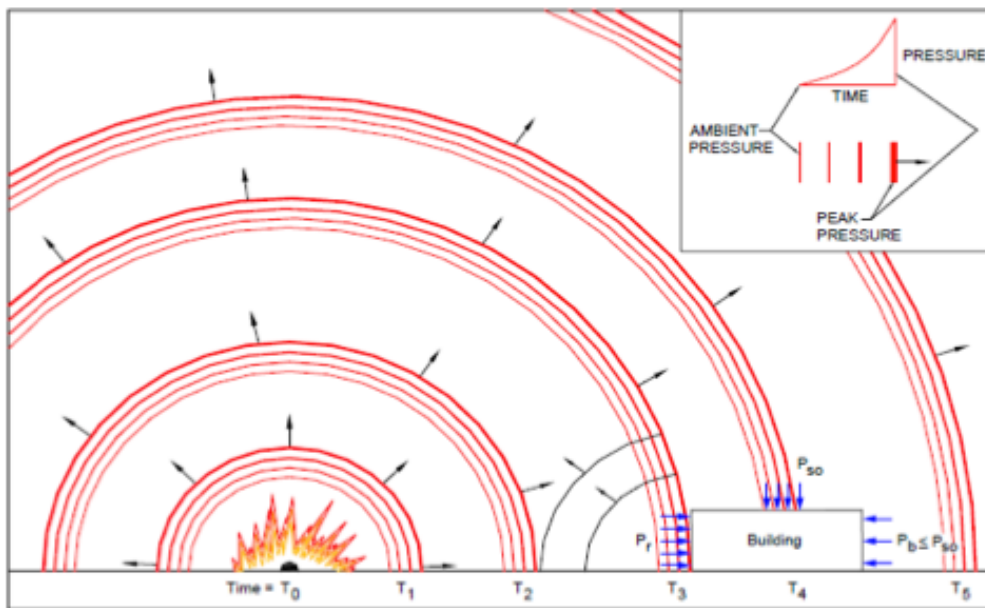 PRESSURE
TIME
AMBIENT
PRESSURE
PEAK
PRESSURE
Pso
Pr
Building
Pb ≤ Pso
Time = T0 T1 T2 T3 T4 T5